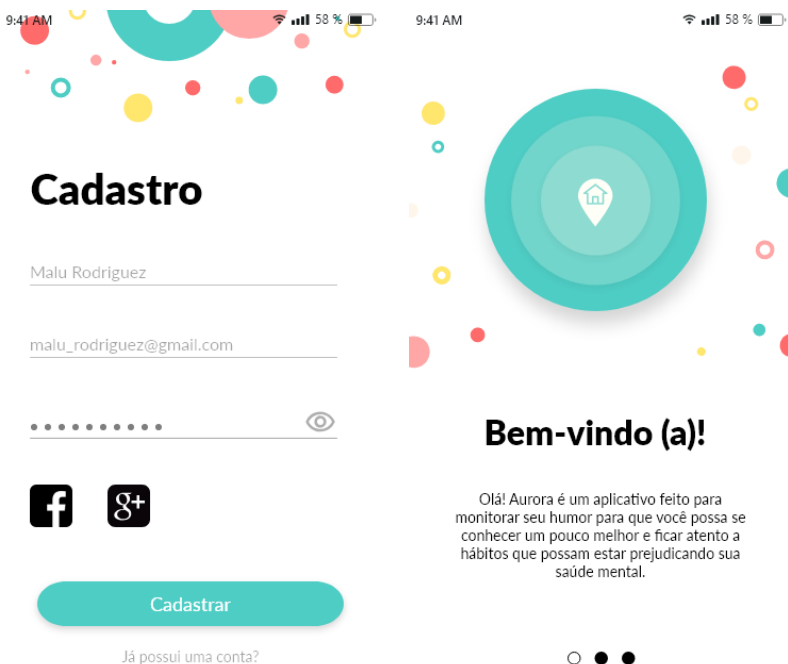 9:41 AM
58 %
Cadastro
Malu Rodriguez
malu_rodriguez@gmail.com
f
g+
Cadastrar
Já possui uma conta?
9:41 AM
58 %
Bem-vindo (a)!
Olá! Aurora é um aplicativo feito para
monitorar seu humor para que você possa se
conhecer um pouco melhor e ficar atento a
hábitos que possam estar prejudicando sua
saúde mental.